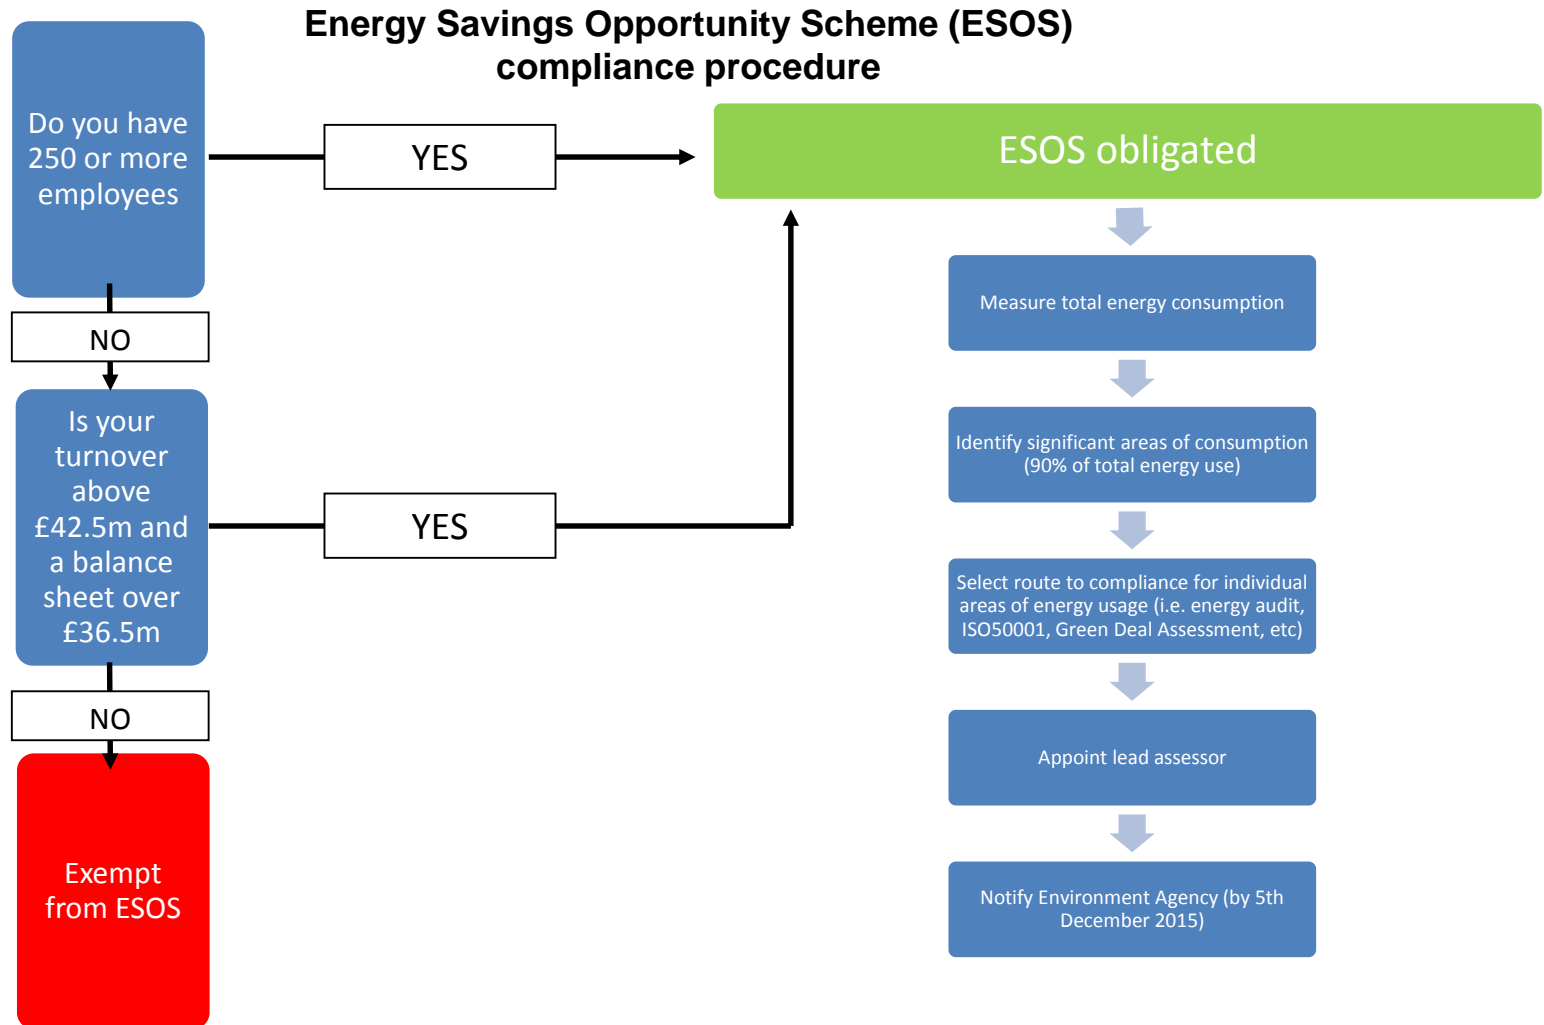 Energy Savings Opportunity Scheme (ESOS)
compliance procedure
Do you have
250 or more
employees
YES
ESOS obligated
NO
Is your
turnover
above
£42.5m and
a balance
sheet over
£36.5m
YES
NO
Exempt
from ESOS
Measure total energy consumption
Identify significant areas of consumption
(90% of total energy use)
Select route to compliance for individual
areas of energy usage (i.e. energy audit,
ISO50001, Green Deal Assessment, etc)
Appoint lead assessor
Notify Environment Agency (by 5th
December 2015)